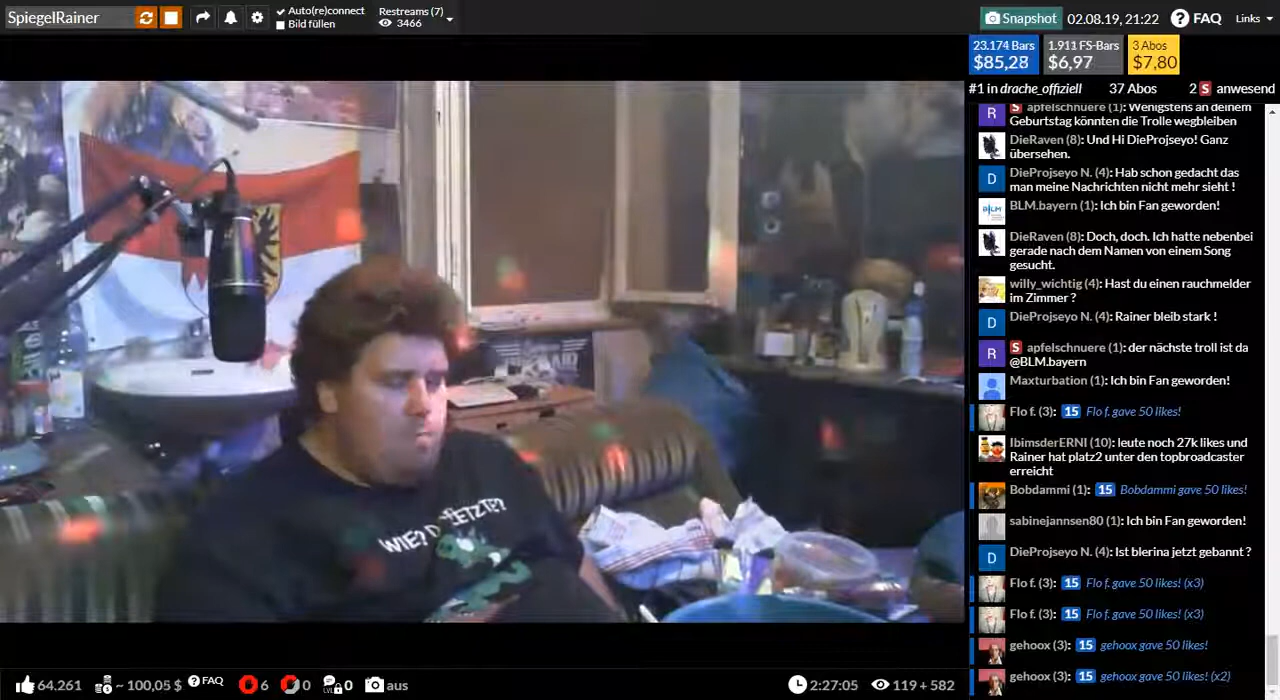 SpiegelRainer
Auto(re)connect
Bild füllen
Restreams (7)
3466
Snapshot
02.08.19, 21:22
FAQ
Links
23.174 Bars
$85,28
1.911 FS-Bars
$6,97
3 Abos
$7,80
#1 in drache_offiziell
37 Abos
2 S anwesend
R S apfelschnuere (1): Wenigstens an deinem
Geburtstag könnten die Trolle wegbleiben
DieRaven (8): Und Hi DieProjseyo! Ganz
übersehen.
D DieProjseyo N. (4): Hab schon gedacht das
man meine Nachrichten nicht mehr sieht !
BLM BLM.bayern (1): Ich bin Fan geworden!
DieRaven (8): Doch, doch. Ich hatte nebenbei
gerade nach dem Namen von einem Song
gesucht.
willy_wichtig (4): Hast du einen rauchmelder
im Zimmer ?
D DieProjseyo N. (4): Rainer bleib stark !
R S apfelschnuere (1): der nächste troll ist da
@BLM.bayern
Maxturbation (1): Ich bin Fan geworden!
Flo f. (3): 15 Flo f. gave 50 likes!
IbimsderERNI (10): leute noch 27k likes und
Rainer hat platz2 unter den topbroadcaster
erreicht
Bobdammi (1): 15 Bobdammi gave 50 likes!
sabinejannsen80 (1): Ich bin Fan geworden!
D DieProjseyo N. (4): Ist blerina jetzt gebannt ?
Flo f. (3): 15 Flo f. gave 50 likes! (x3)
Flo f. (3): 15 Flo f. gave 50 likes! (x3)
gehoox (3): 15 gehoox gave 50 likes!
gehoox (3): 15 gehoox gave 50 likes! (x2)
WIE?
64.261
~ 100,05 $
FAQ
6
0
LVL
0
aus
2:27:05
119 + 582